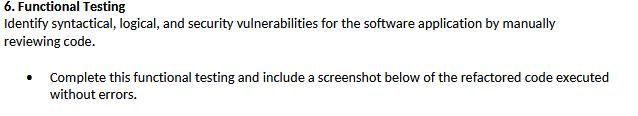 6. Functional Testing
Identify syntactical, logical, and security vulnerabilities for the software application by manually
reviewing code.
• Complete this functional testing and include a screenshot below of the refactored code executed
without errors.